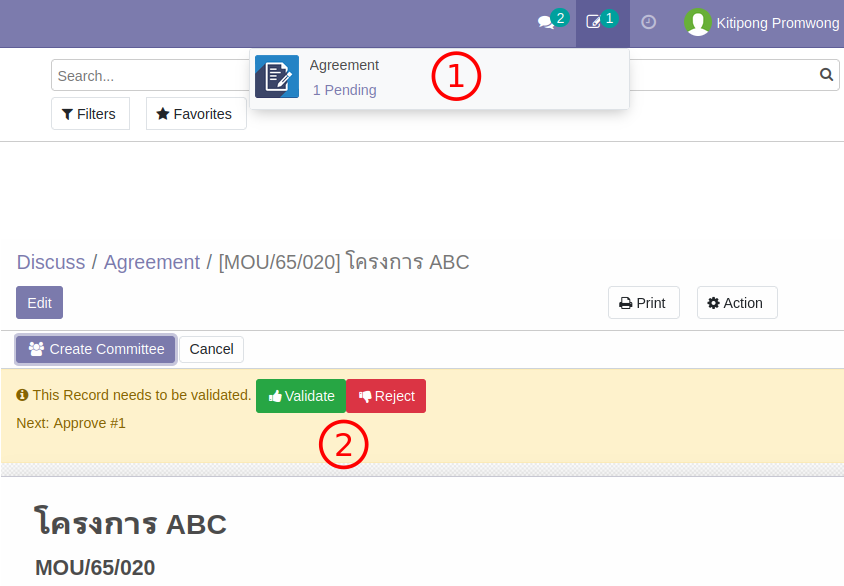 2 1 Kitipong Promwong
Search...
Agreement
1 Pending
1
Filters Favorites
Discuss / Agreement / [MOU/65/020] โครงการ ABC
Edit Print Action
Create Committee Cancel
This Record needs to be validated. Validate Reject
Next: Approve #1
2
โครงการ ABC
MOU/65/020